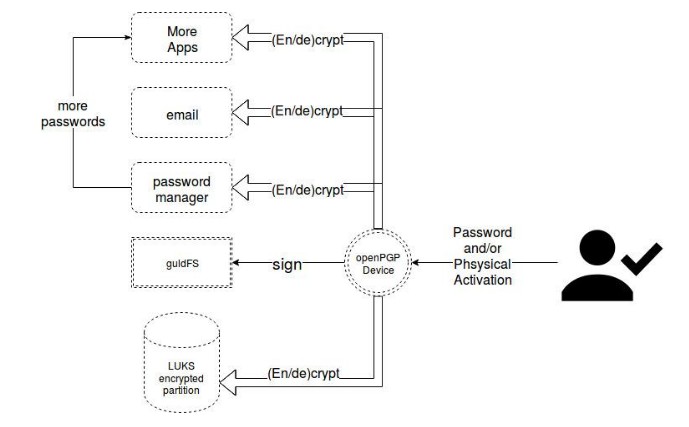 More
Apps
(En/de)crypt
email
(En/de)crypt
more
passwords
password
manager
(En/de)crypt
guldFS
sign
openPGP
Device
Password
and/or
Phsysical
Activation
LUKS
encrypted
partition
(En/de)crypt